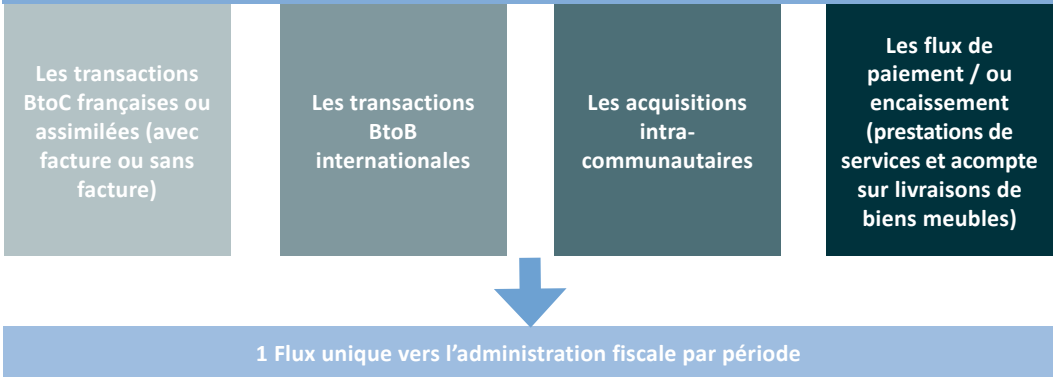 Les transactions
BtoC françaises ou
assimilées (avec
facture ou sans
facture)
Les transactions
BtoB
internationales
Les acquisitions
intra-
communautaires
Les flux de
paiement / ou
encaissement
(prestations de
services et acompte
sur livraisons de
biens meubles)
1 Flux unique vers l’administration fiscale par période